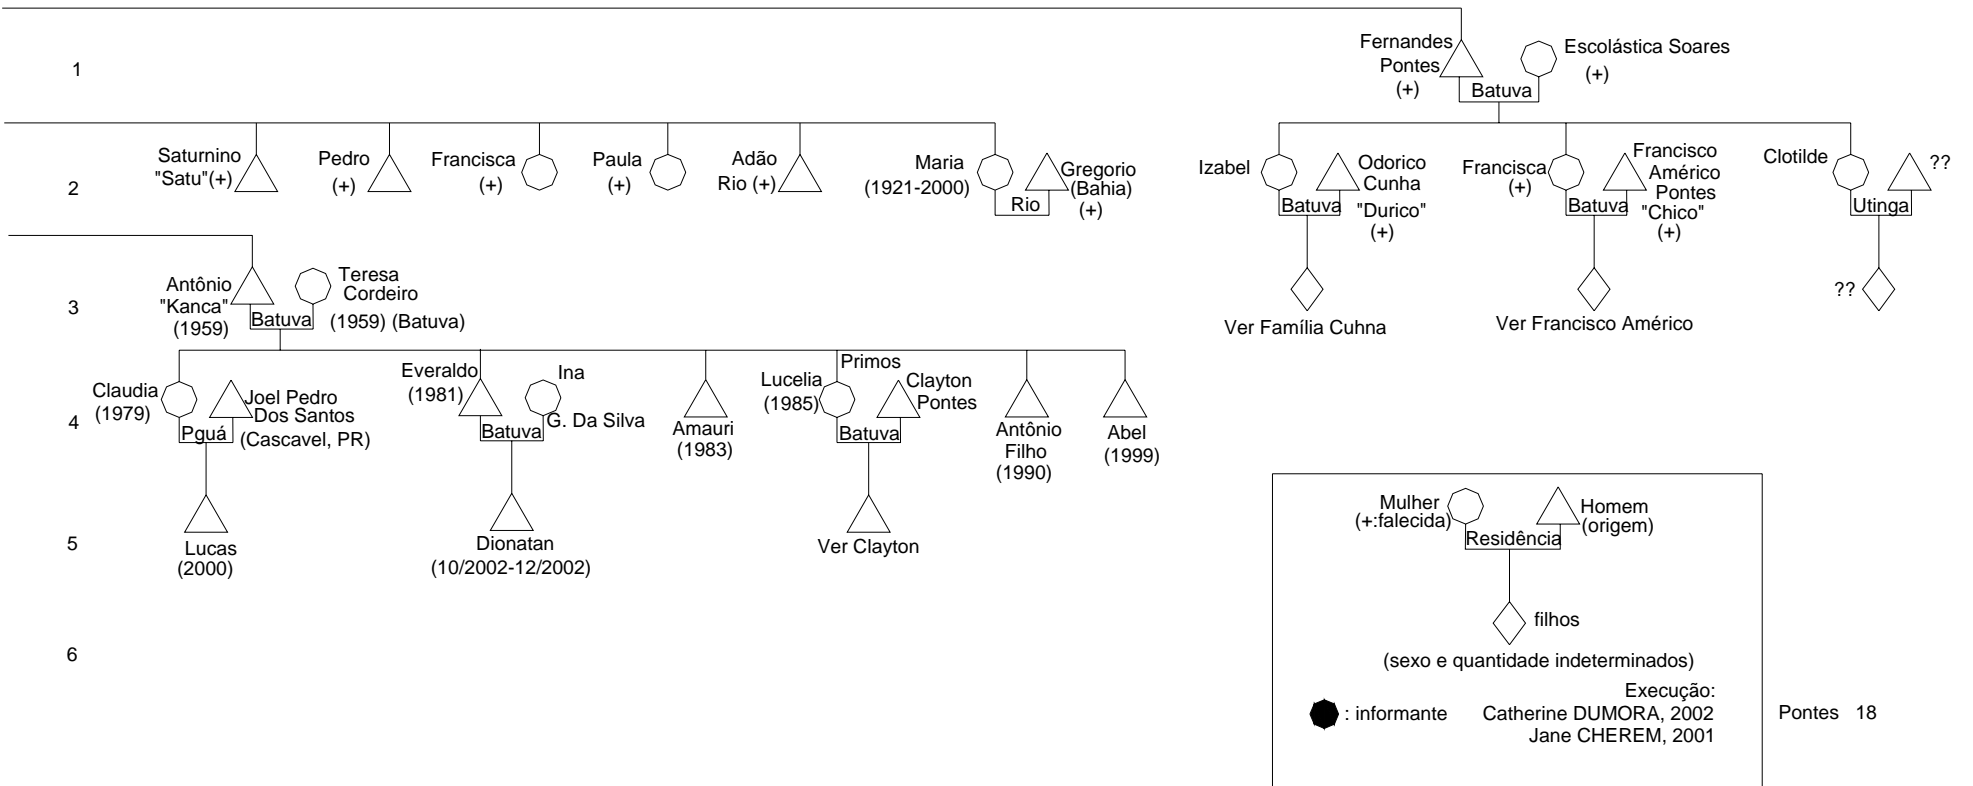 1
Fernandes
Pontes
(+)
Escolástica Soares
(+)
Batuva
2
Saturnino
"Satu"(+)
Pedro
(+)
Francisca
(+)
Paula
(+)
Adão
Rio (+)
Maria
(1921-2000)
Gregorio
(Bahia)
(+)
Rio
Izabel
Odorico
Cunha
"Durico"
(+)
Batuva
Francisca
(+)
Francisco
Américo
Pontes
"Chico"
(+)
Batuva
Clotilde
??
Utinga
3
Antônio
"Kanca"
(1959)
Teresa
Cordeiro
(1959) (Batuva)
Batuva
Ver Família Cuhna
Ver Francisco Américo
??
4
Claudia
(1979)
Joel Pedro
Dos Santos
(Cascavel, PR)
Pguá
Everaldo
(1981)
Ina
G. Da Silva
Batuva
Amauri
(1983)
Primos
Lucelia
(1985)
Clayton
Pontes
Batuva
Antônio
Filho
(1990)
Abel
(1999)
5
Lucas
(2000)
Dionatan
(10/2002-12/2002)
Ver Clayton
6
Mulher
(+:falecida)
Homem
(origem)
Residência
filhos
(sexo e quantidade indeterminados)
: informante
Execução:
Catherine DUMORA, 2002
Jane CHEREM, 2001
Pontes 18